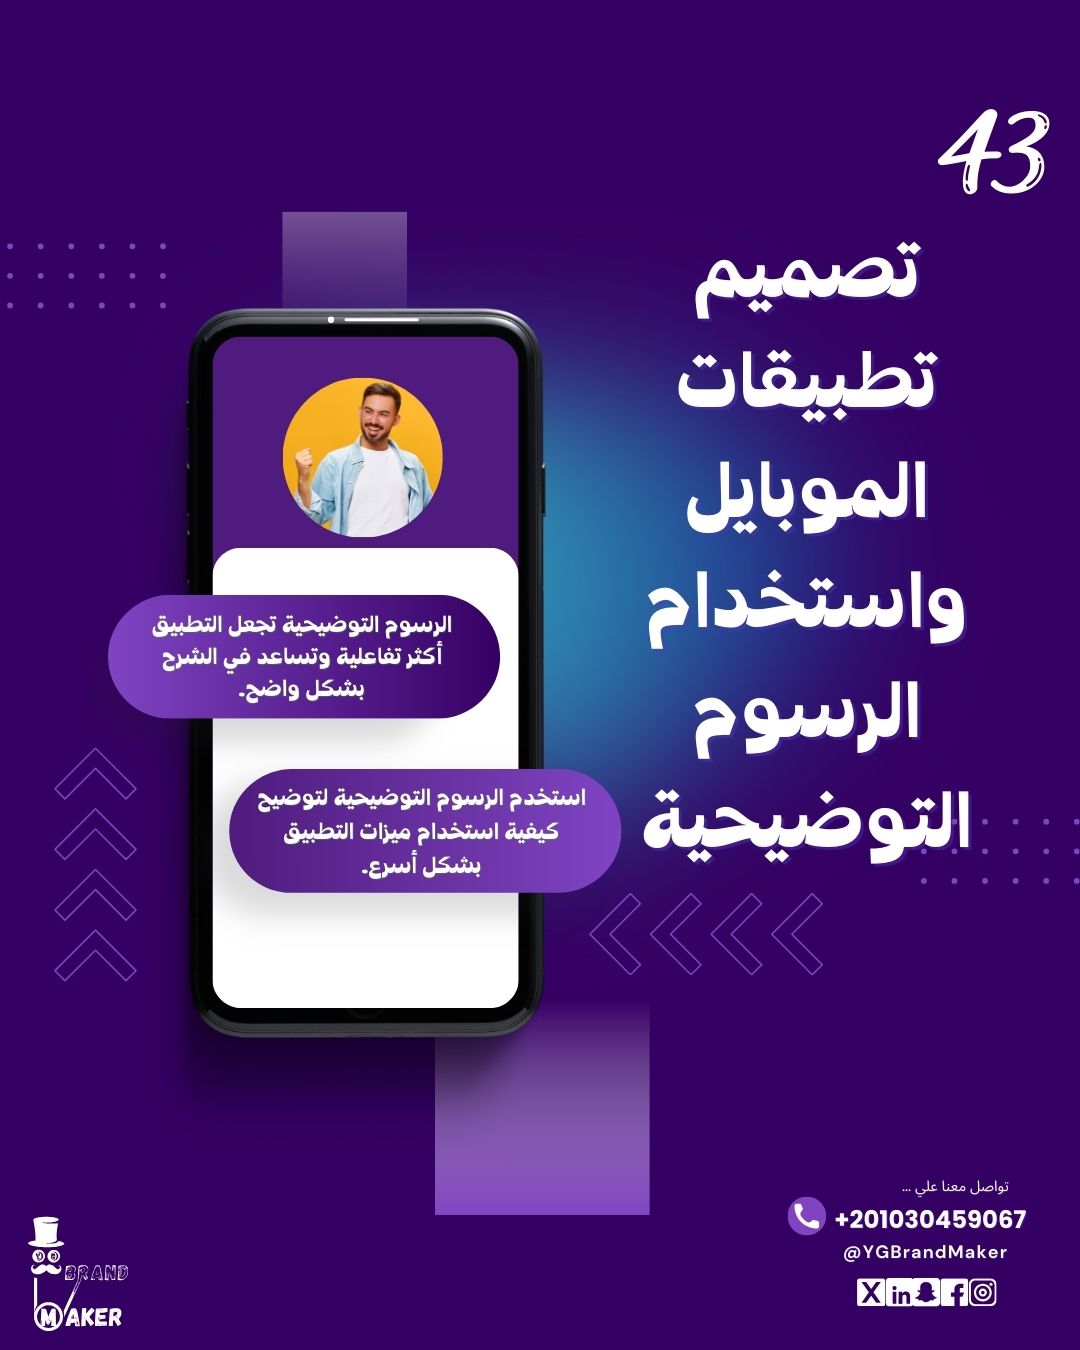 43
تصميم
تطبيقات
الموبايل
واستخدام
الرسوم
التوضيحية
الرسوم التوضيحية تجعل التطبيق
أكثر تفاعلية وتساعد في الشرح
بشكل واضح.
استخدم الرسوم التوضيحية لتوضيح
كيفية استخدام ميزات التطبيق
بشكل أسرع.
تواصل معنا علي ...
+201030459067
@YGBrandMaker
BRAND
MAKER